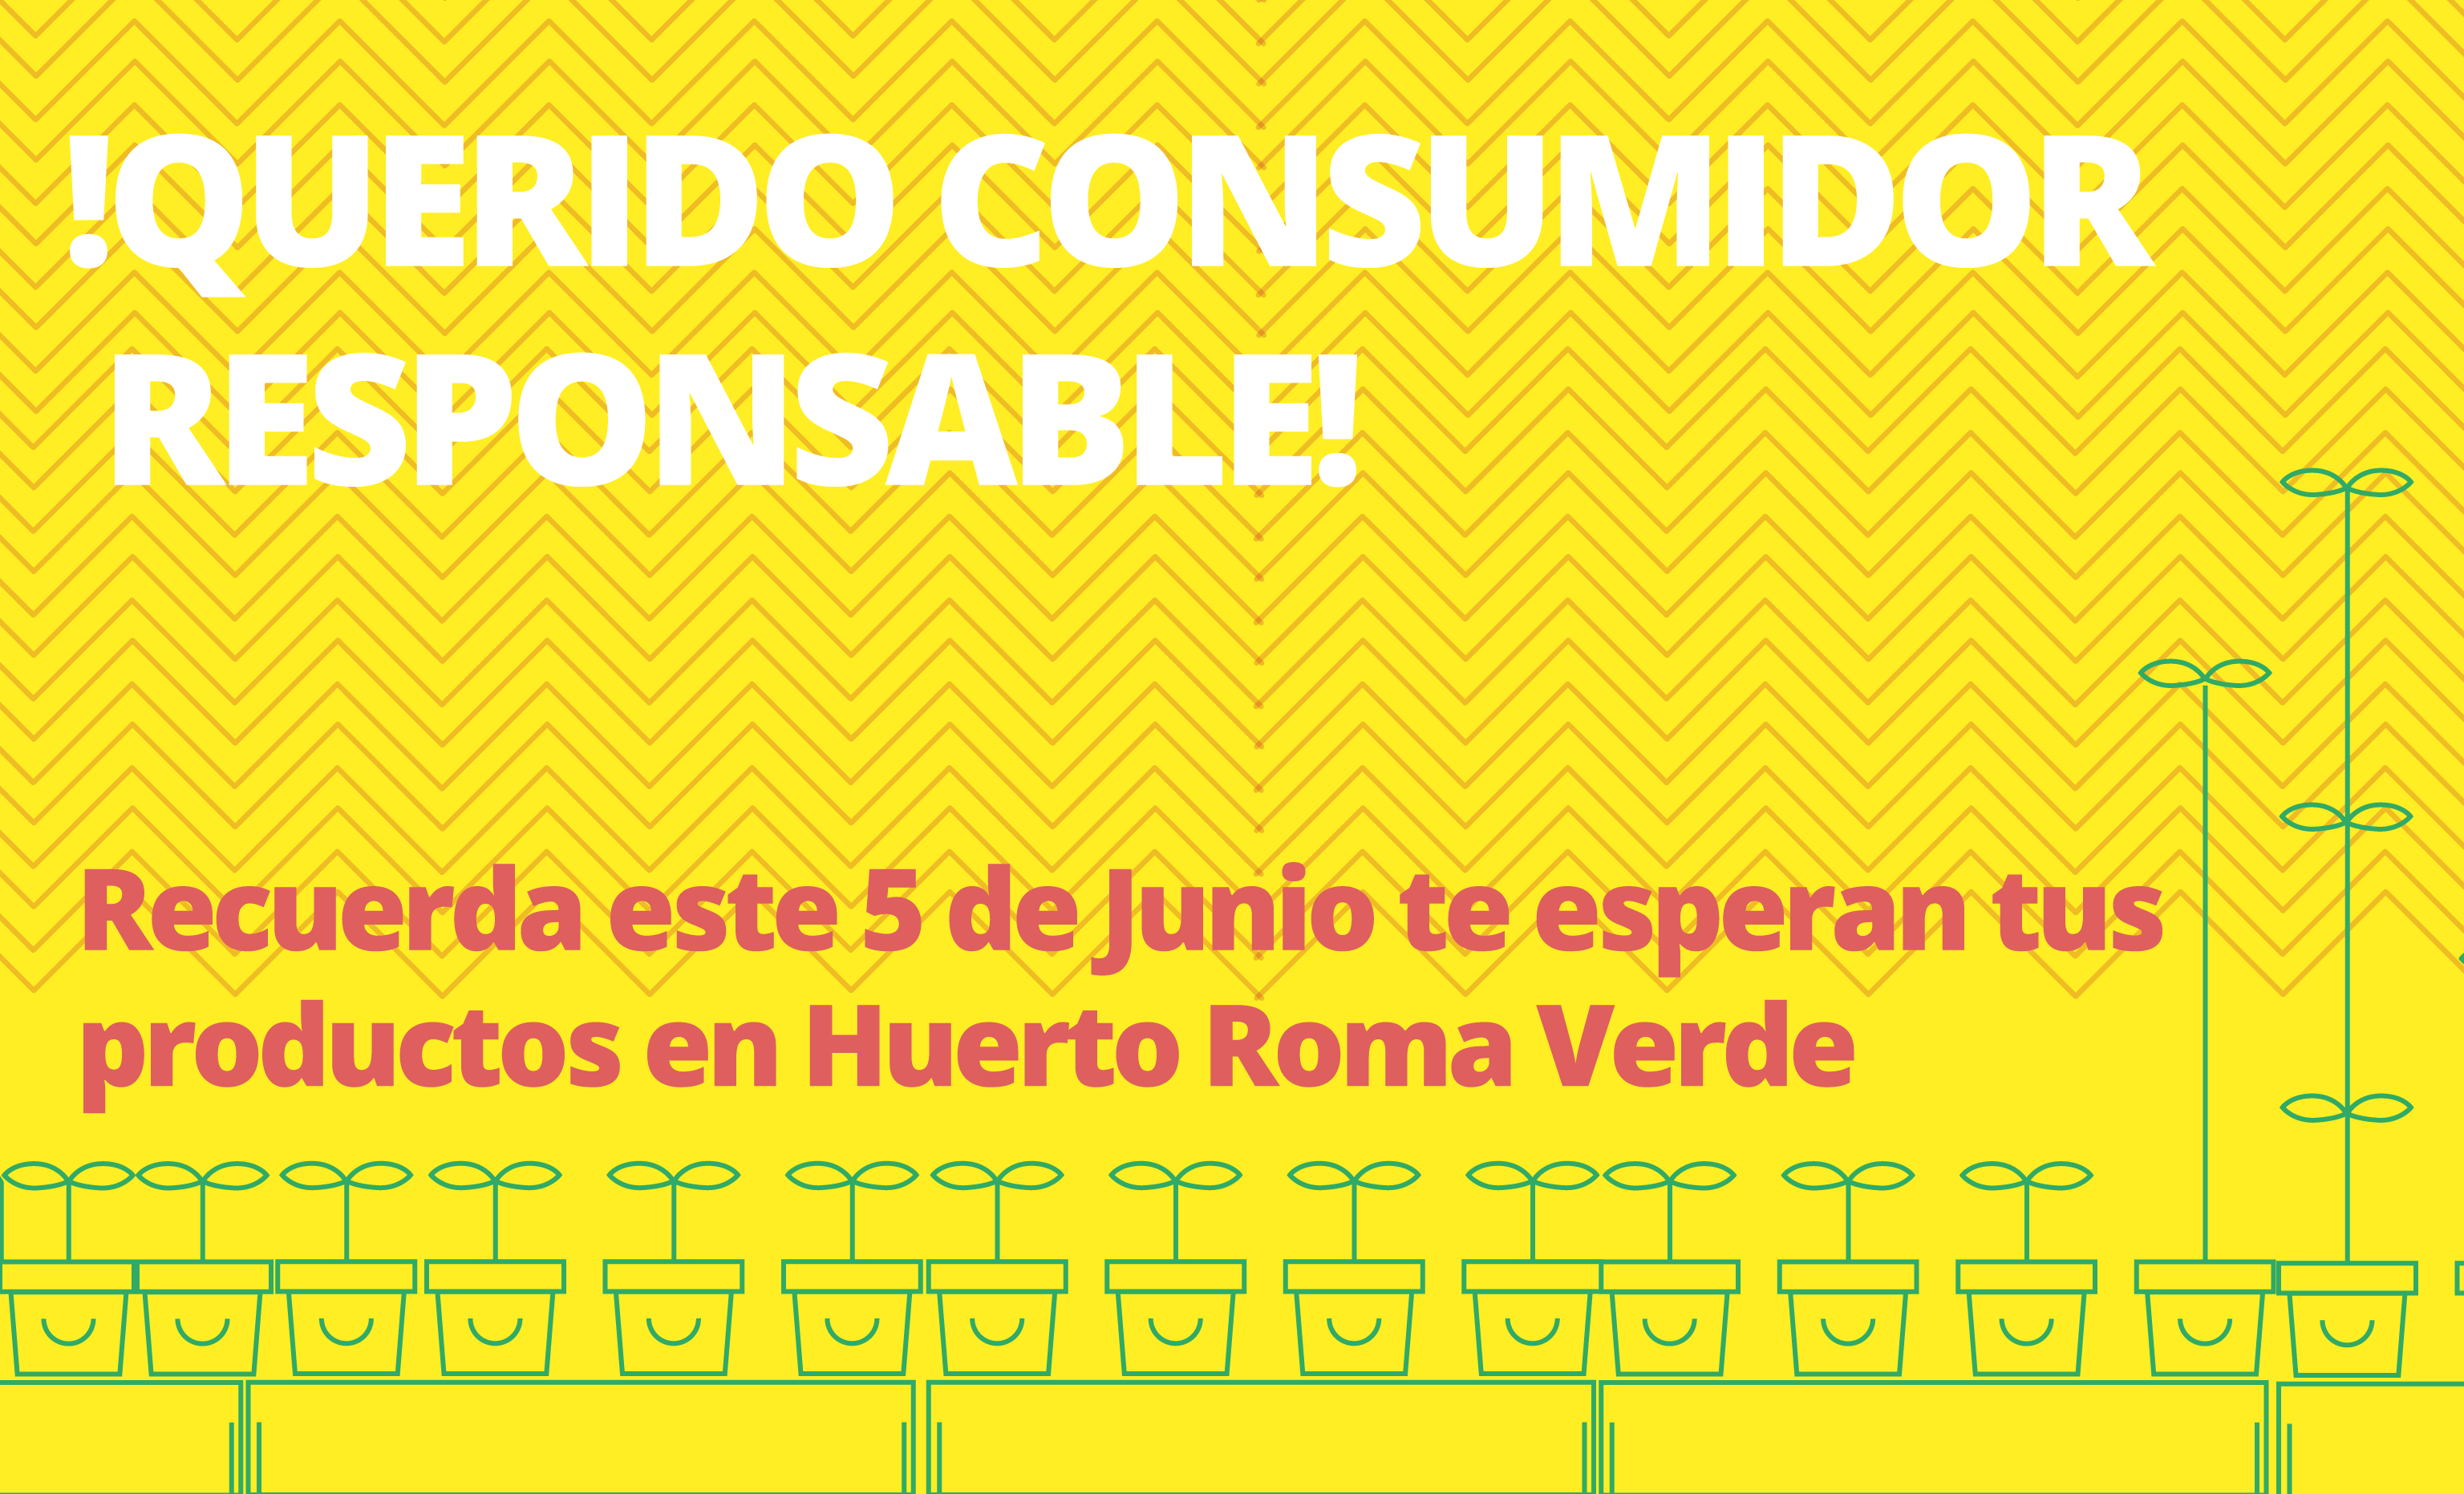 !QUERIDO CONSUMIDOR
RESPONSABLE!
Recuerda este 5 de Junio te esperan tus
productos en Huerto Roma Verde